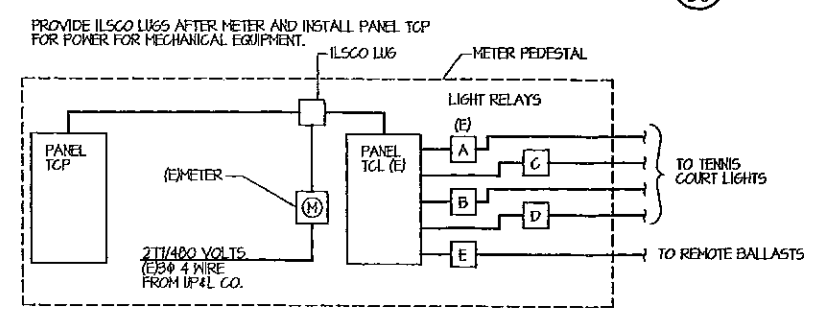 PROVIDE ILSCO LUGS AFTER METER AND INSTALL PANEL TCP
FOR POWER FOR MECHANICAL EQUIPMENT.
ILSCO LUG
METER PEDESTAL
LIGHT RELAYS
(E)
PANEL
TCP
PANEL
TCL (E)
A
C
B
D
E
(E)METER
M
TO TENNIS
COURT LIGHTS
TO REMOTE BALLASTS
277/480 VOLTS
(E)3Φ 4 WIRE
FROM UP&L CO.